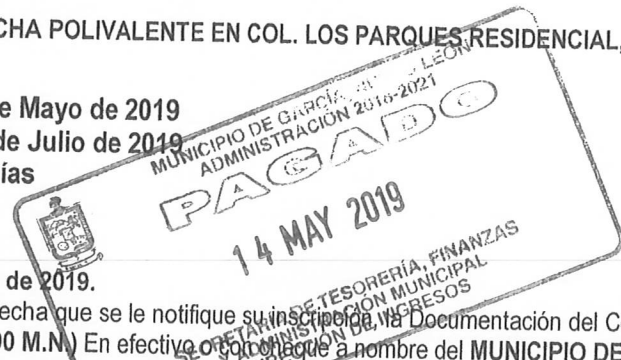 CHA POLIVALENTE EN COL. LOS PARQUES RESIDENCIAL,
e Mayo de 2019
de Julio de 2019
ías
MUNICIPIO DE GARCÍA, LEÓN
ADMINISTRACIÓN 2018-2021
PAGADO
14 MAY 2019
SECRETARÍA DE TESORERÍA, FINANZAS
ADMINISTRACIÓN MUNICIPAL
INGRESOS
de 2019.
echa que se le notifique su inscripción, la Documentación del C
00 M.N.) En efectivo o con cheque a nombre del MUNICIPIO DE